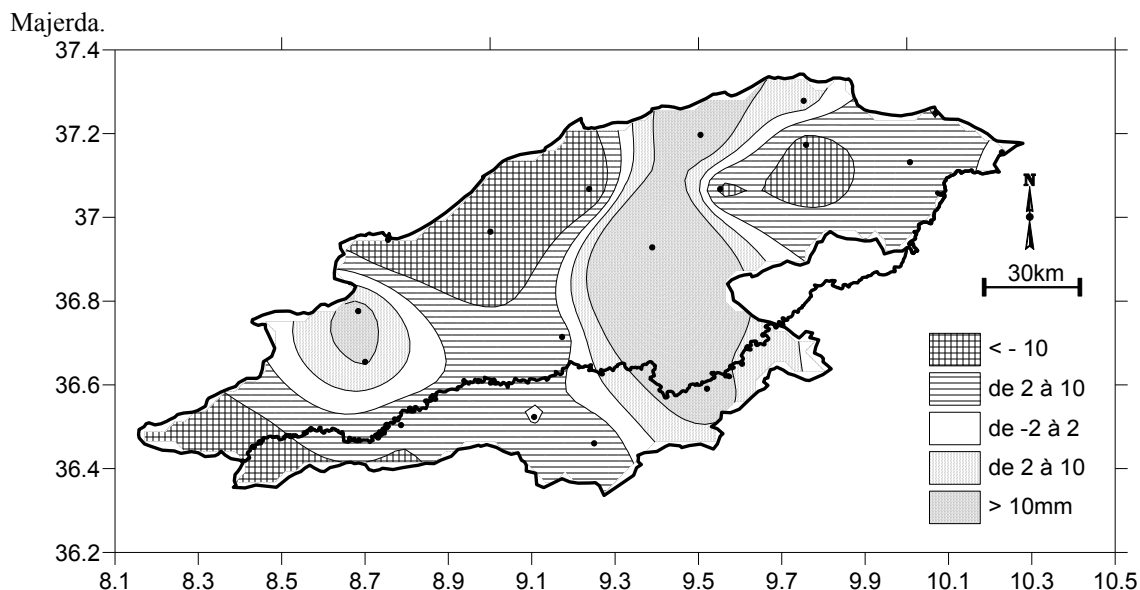 Majerda.
37.4
37.2
37
36.8
36.6
36.4
36.2
N
30km
< - 10
de 2 à 10
de -2 à 2
de 2 à 10
> 10mm
8.1 8.3 8.5 8.7 8.9 9.1 9.3 9.5 9.7 9.9 10.1 10.3 10.5